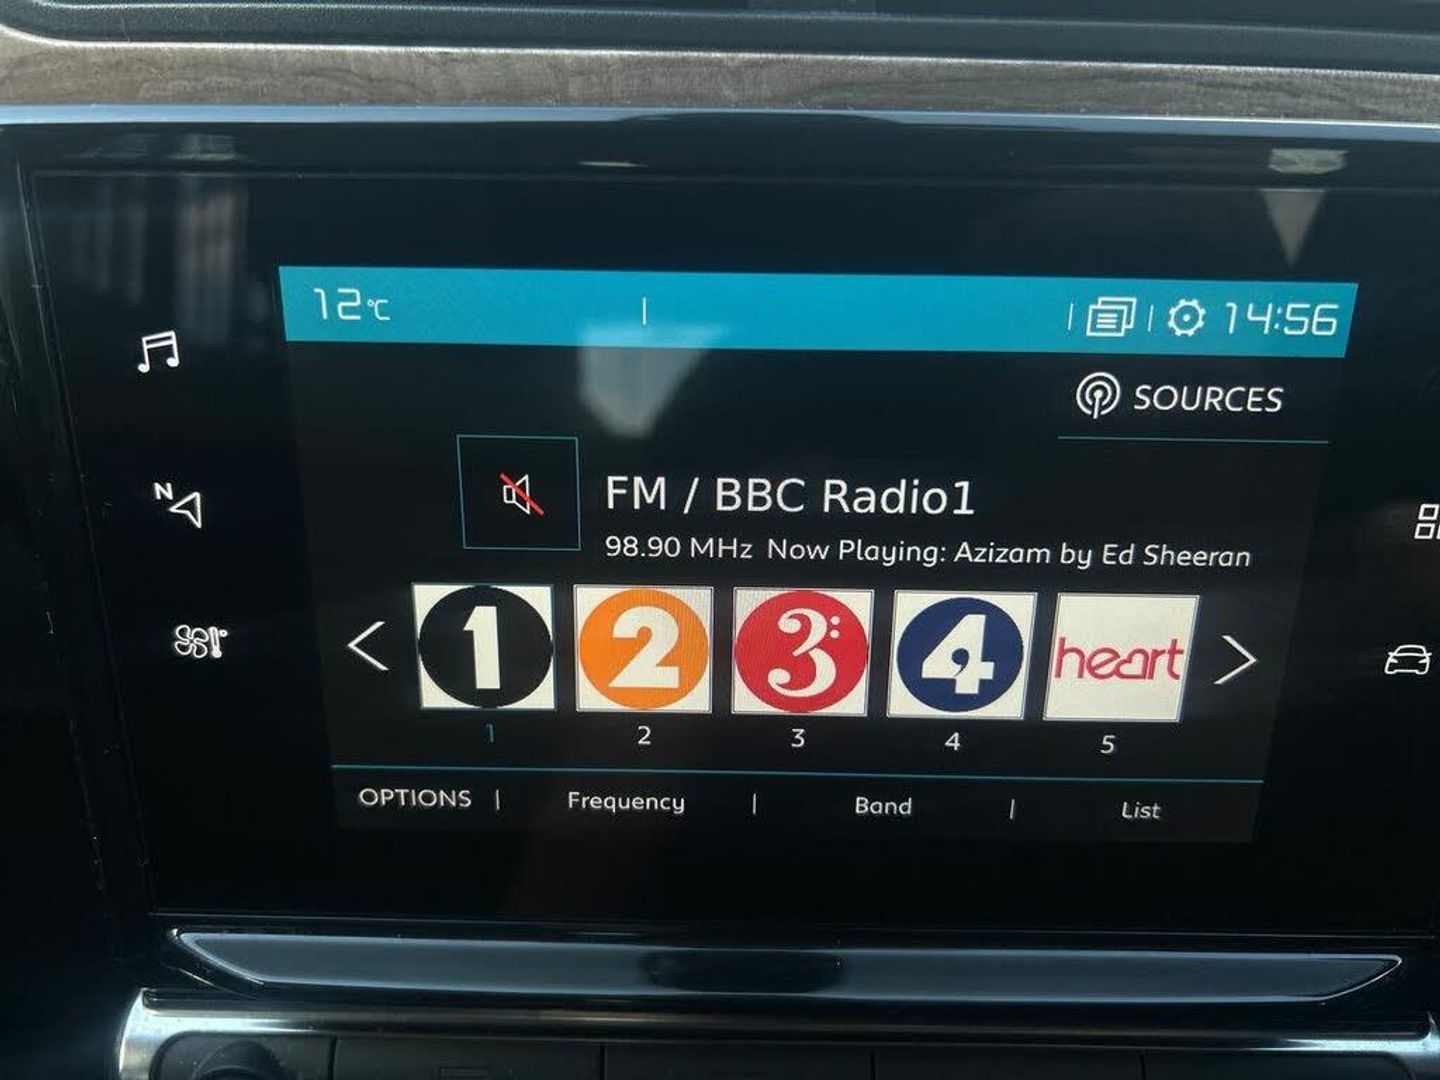 12°C 14:56
N
SOURCES
FM / BBC Radio1
98.90 MHz Now Playing: Azizam by Ed Sheeran
1 2 3: 4 heart
1 2 3 4 5
OPTIONS | Frequency | Band | List